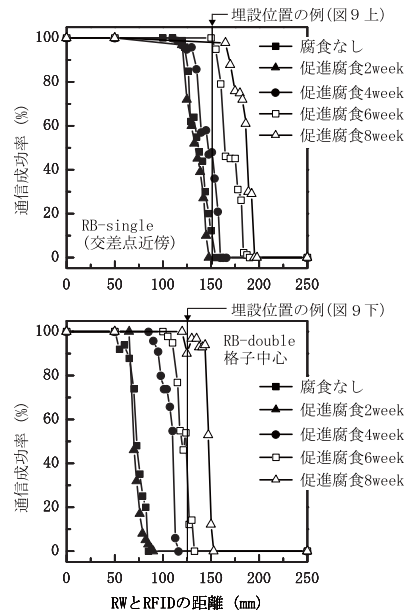 埋設位置の例(図９上)
100
80
60
40
20
0
通信成功率 (%)
腐食なし
促進腐食2week
促進腐食4week
促進腐食6week
促進腐食8week
RB-single
(交差点近傍)
0 50 100 150 200 250
埋設位置の例(図９下)
100
80
60
40
20
0
通信成功率 (%)
RB-double
格子中心
腐食なし
促進腐食2week
促進腐食4week
促進腐食6week
促進腐食8week
0 50 100 150 200 250
RWとRFIDの距離 (mm)